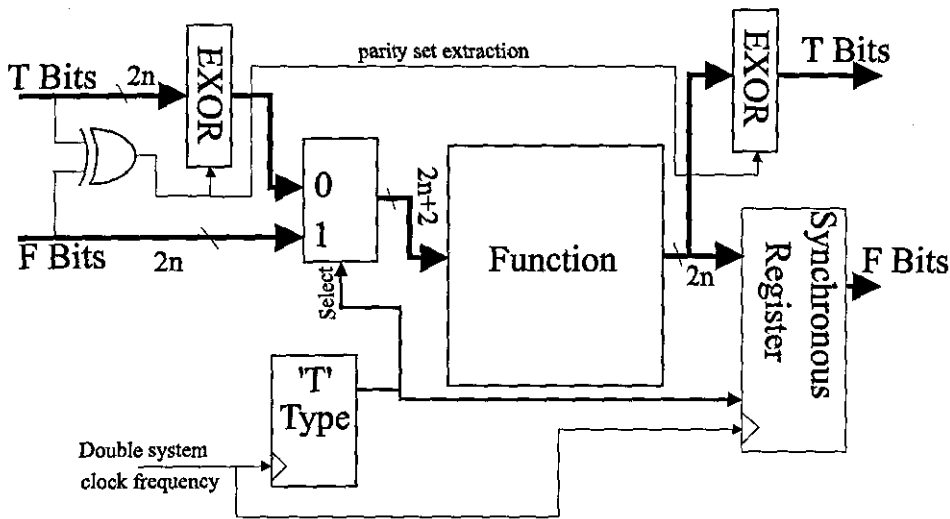 T Bits
2n
EXOR
parity set extraction
EXOR
T Bits
0
1
2n+2
F Bits
2n
Select
Function
2n
Synchronous
Register
F Bits
'T'
Type
Double system
clock frequency